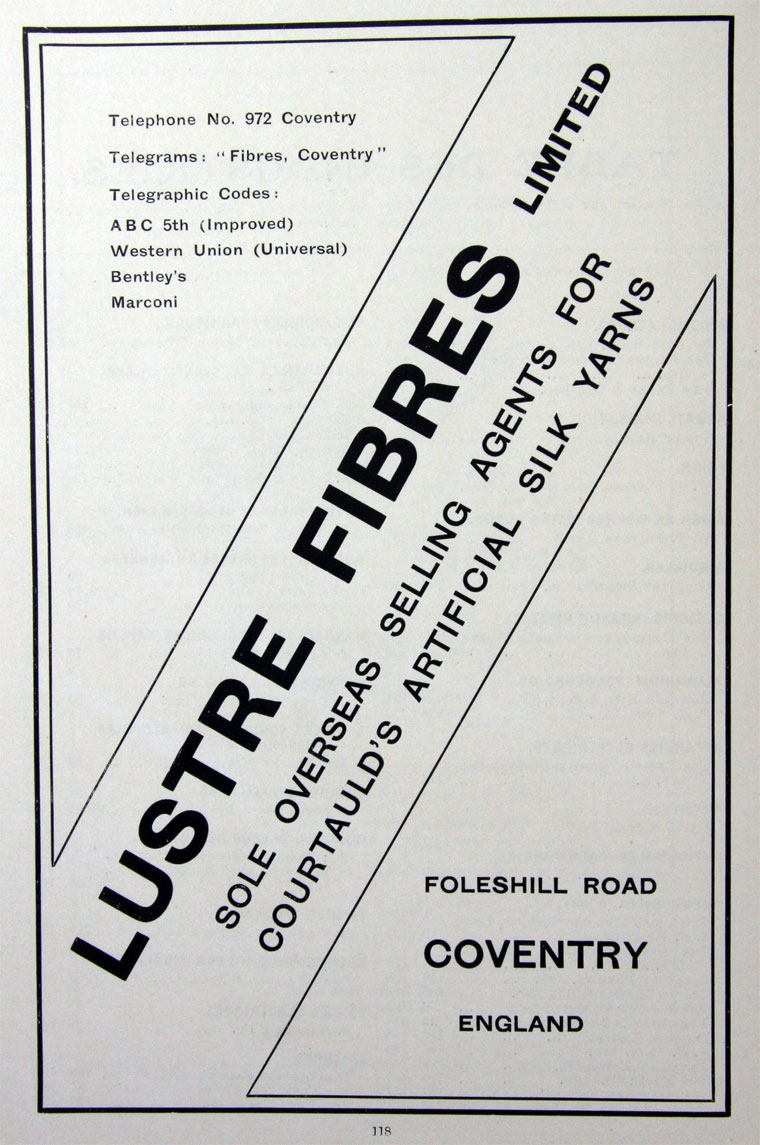 Telephone No. 972 Coventry
Telegrams: "Fibres, Coventry"
Telegraphic Codes:
ABC 5th (Improved)
Western Union (Universal)
Bentley's
Marconi
LUSTRE FIBRES LIMITED
SOLE OVERSEAS SELLING AGENTS FOR
COURTAULD'S ARTIFICIAL SILK YARNS
FOLESHILL ROAD
COVENTRY
ENGLAND
118